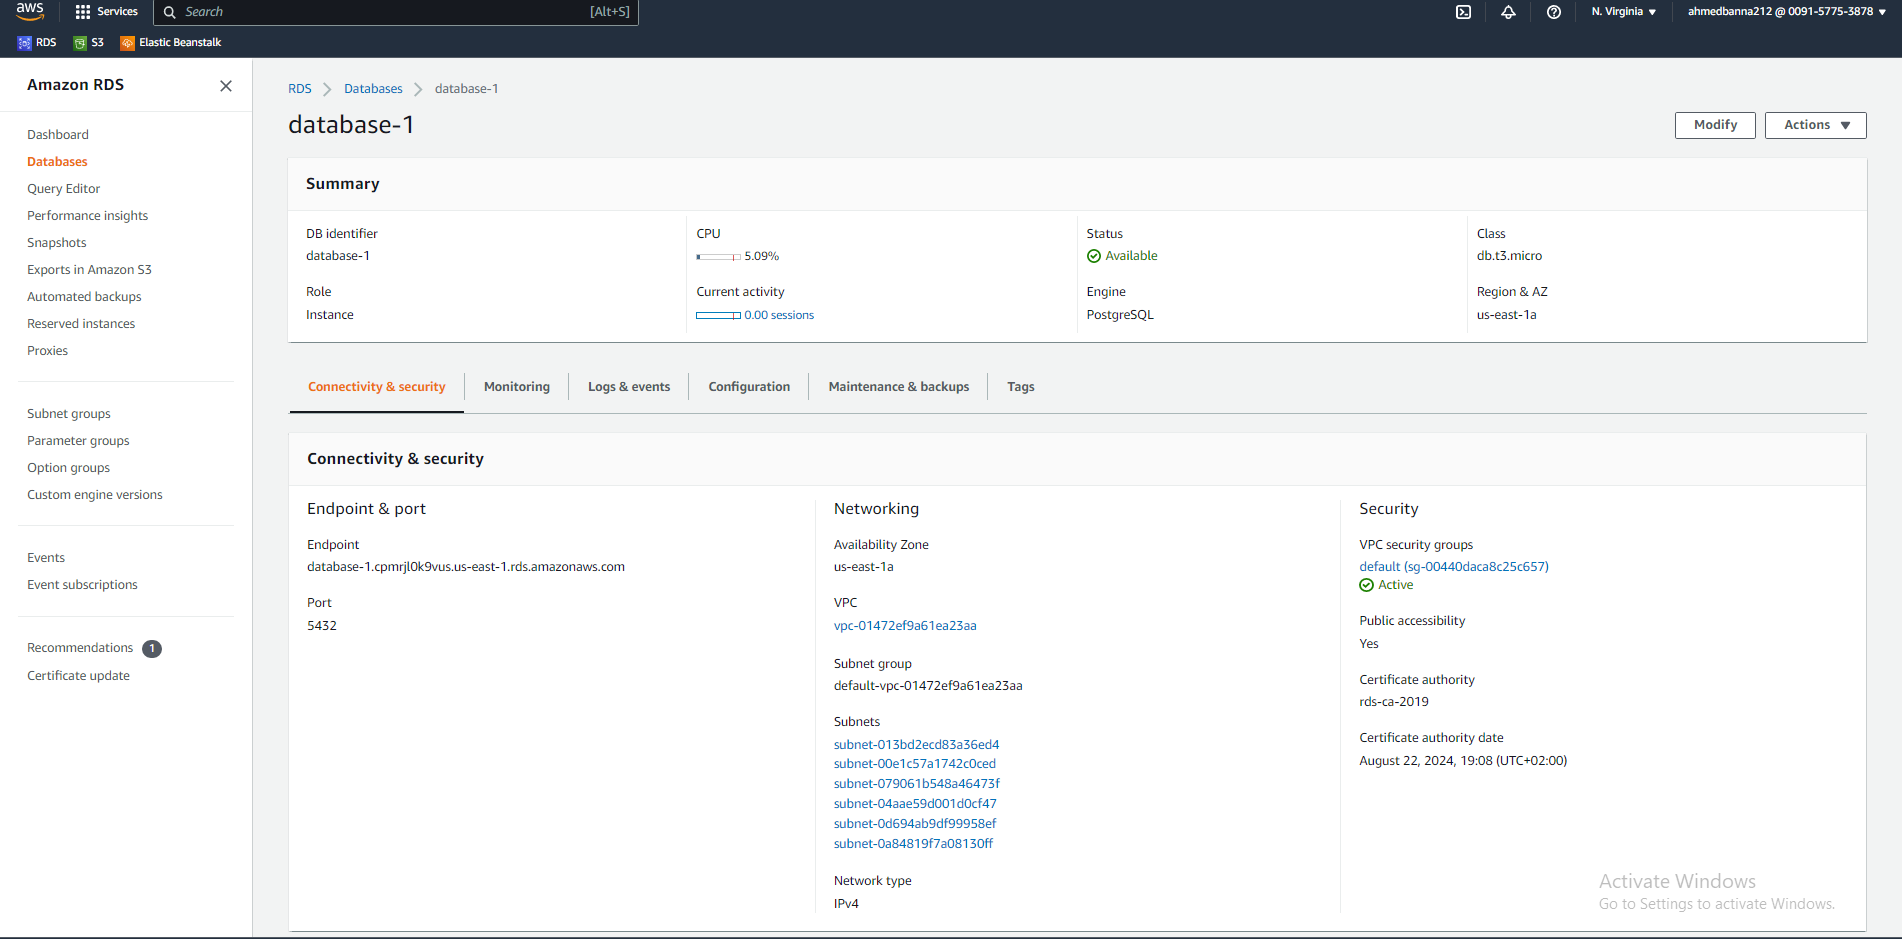 aws
Services
Search
[Alt+S]
N. Virginia
ahmedbanna212 @ 0091-5775-3878
RDS
S3
Elastic Beanstalk
Amazon RDS
Dashboard
Databases
Query Editor
Performance insights
Snapshots
Exports in Amazon S3
Automated backups
Reserved instances
Proxies
Subnet groups
Parameter groups
Option groups
Custom engine versions
Events
Event subscriptions
Recommendations 1
Certificate update
RDS > Databases > database-1
database-1
Modify
Actions
Summary
DB identifier
database-1
Role
Instance
CPU
5.09%
Current activity
0.00 sessions
Status
Available
Engine
PostgreSQL
Class
db.t3.micro
Region & AZ
us-east-1a
Connectivity & security
Monitoring
Logs & events
Configuration
Maintenance & backups
Tags
Connectivity & security
Endpoint & port
Endpoint
database-1.cpmrjl0k9vus.us-east-1.rds.amazonaws.com
Port
5432
Networking
Availability Zone
us-east-1a
VPC
vpc-01472ef9a61ea23aa
Subnet group
default-vpc-01472ef9a61ea23aa
Subnets
subnet-013bd2ecd83a36ed4
subnet-00e1c57a1742c0ced
subnet-079061b548a46473f
subnet-04aae59d001d0cf47
subnet-0d694ab9df99958ef
subnet-0a84819f7a08130ff
Network type
IPv4
Security
VPC security groups
default (sg-00440daca8c25c657)
Active
Public accessibility
Yes
Certificate authority
rds-ca-2019
Certificate authority date
August 22, 2024, 19:08 (UTC+02:00)
Activate Windows
Go to Settings to activate Windows.